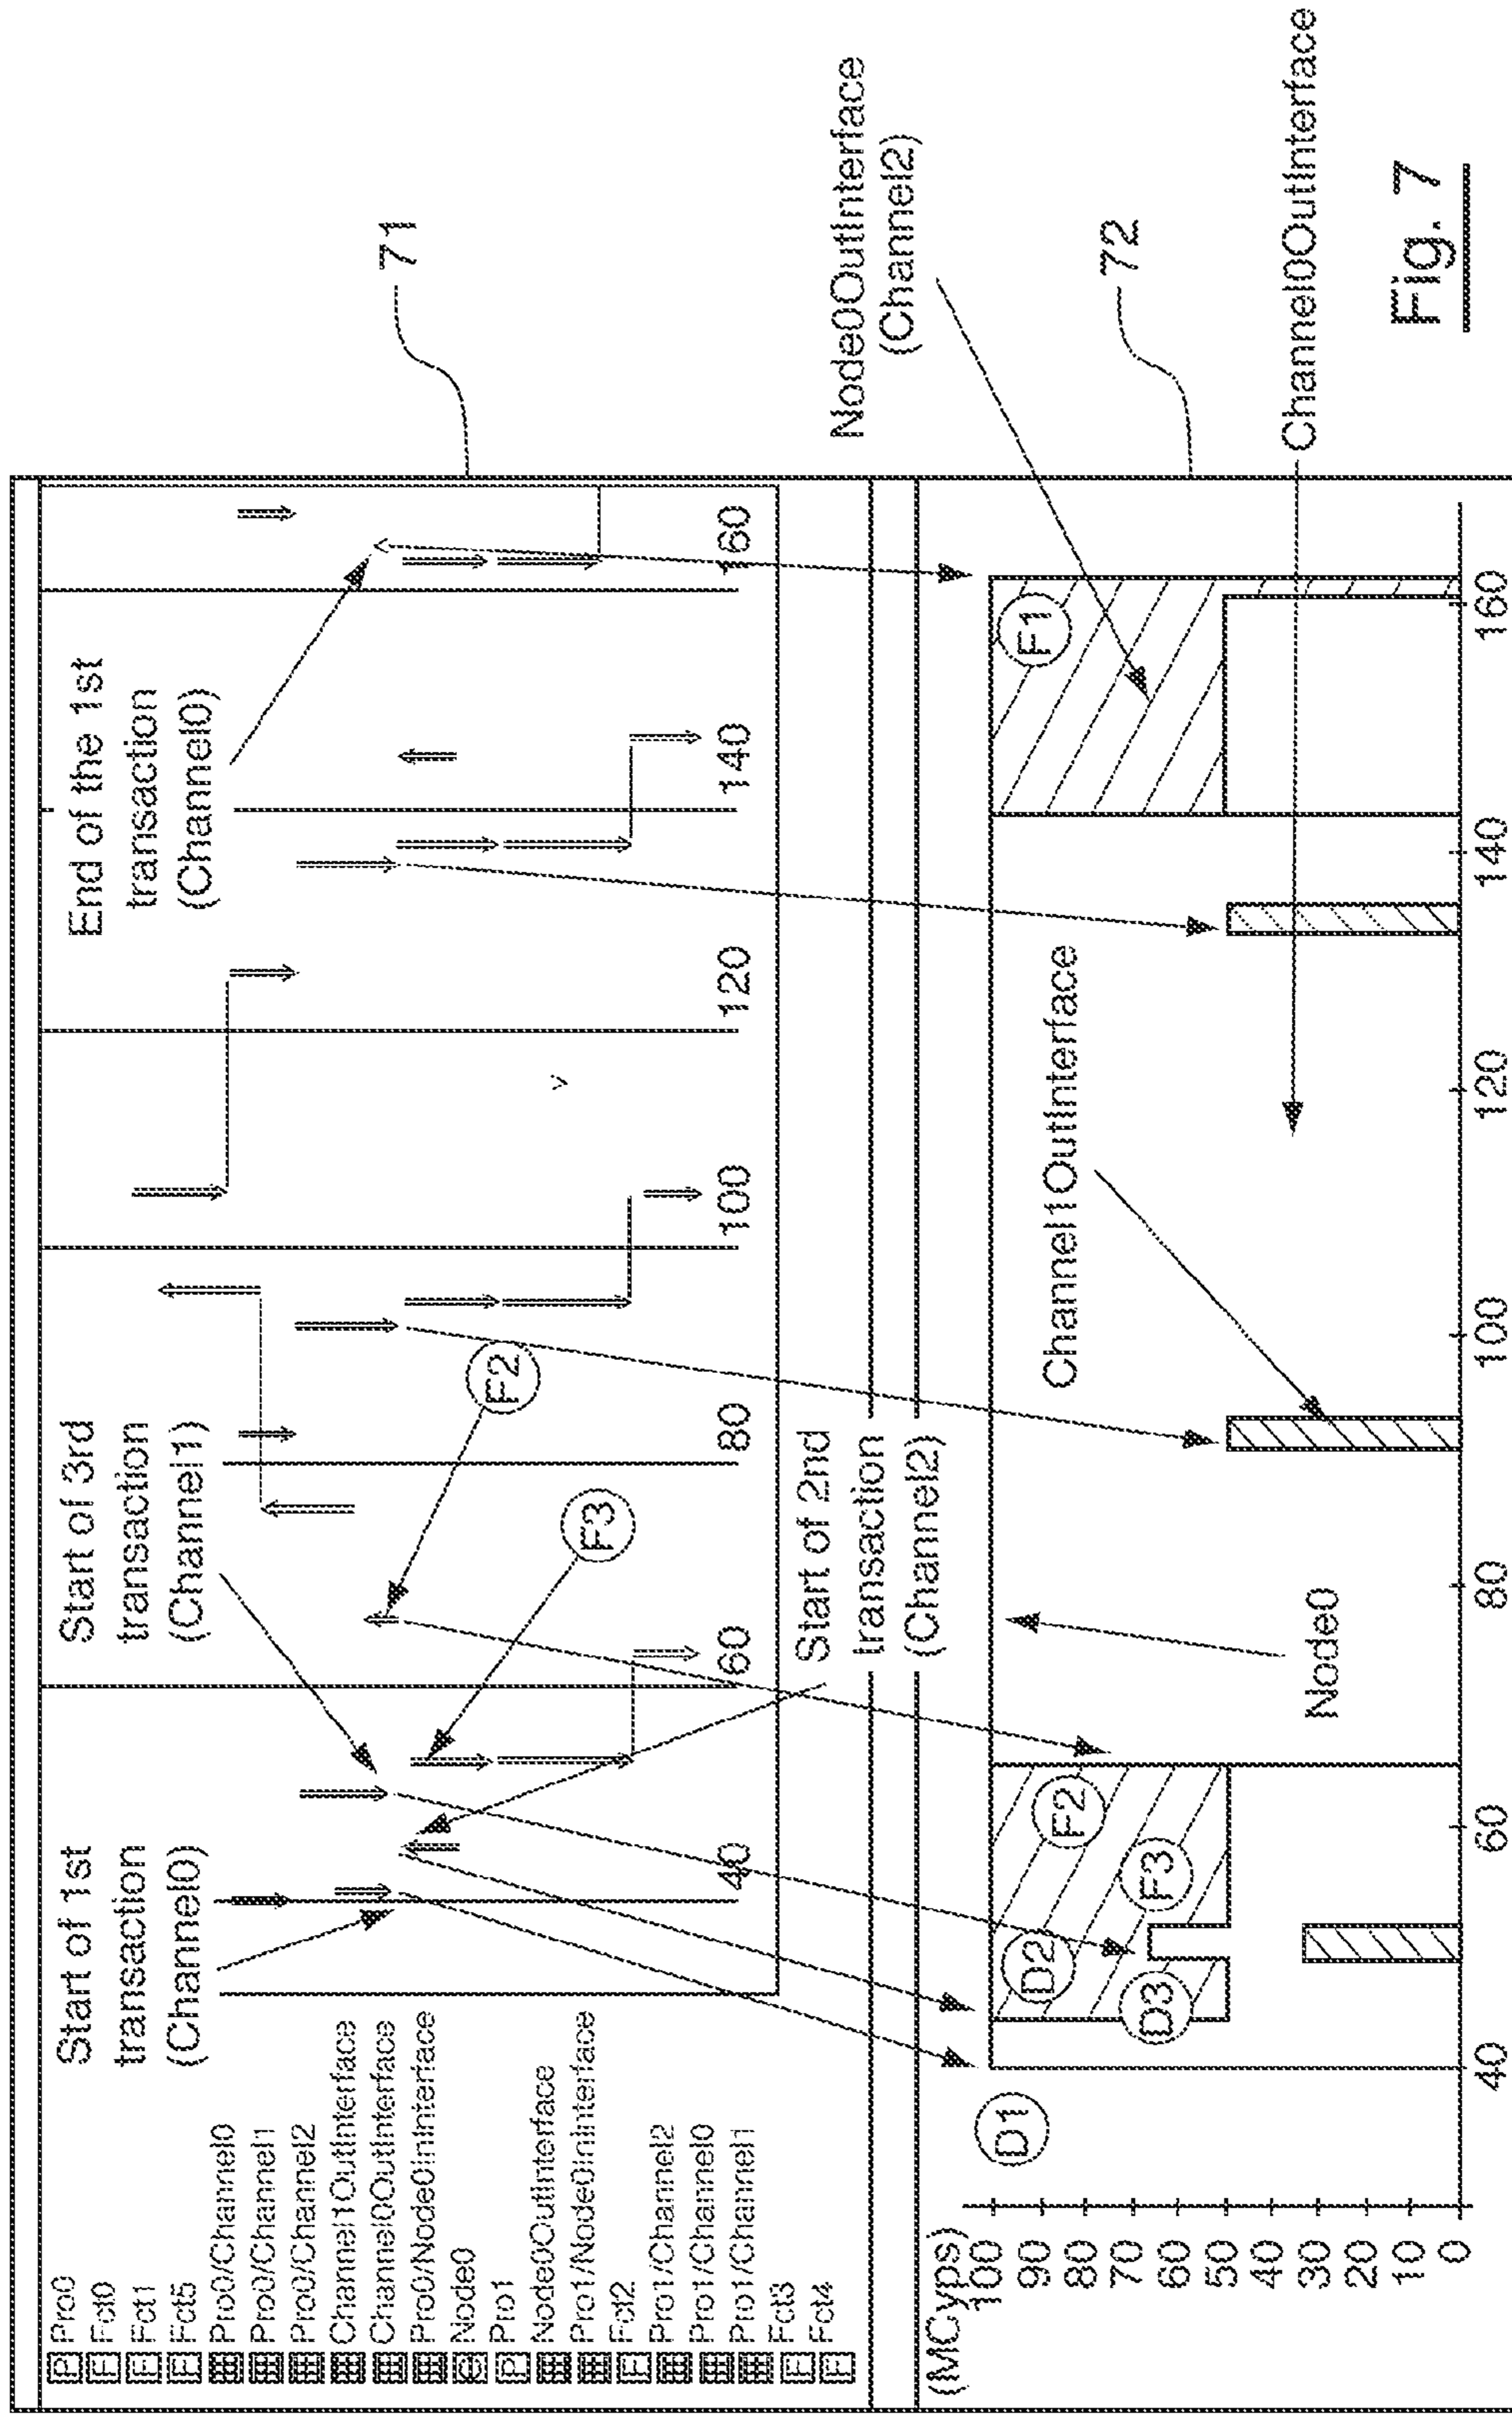 Start of 1st
transaction
(Channel0)
Start of 3rd
transaction
(Channel1)
End of the 1st
transaction
(Channel0)
Pro0
Fct0
Fct1
Fct5
Pro0/Channel0
Pro0/Channel1
Pro0/Channel2
Channel1OutInterface
Channel0OutInterface
Pro0/Node0InInterface
Node0
Pro1
Node0OutInterface
Pro1/Node0InInterface
Fct2
Pro1/Channel2
Pro1/Channel0
Pro1/Channel1
Fct3
Fct4
F2
F3
40
60
80
100
120
140
160
71
Start of 2nd
transaction
(Channel2)
Node0OutInterface
(Channel2)
72
(MCyps)
100
90
80
70
60
50
40
30
20
10
0
D1
D2
D3
F2
F3
F1
Channel1OutInterface
Node0
Channel0OutInterface
40
60
80
100
120
140
160
Fig. 7